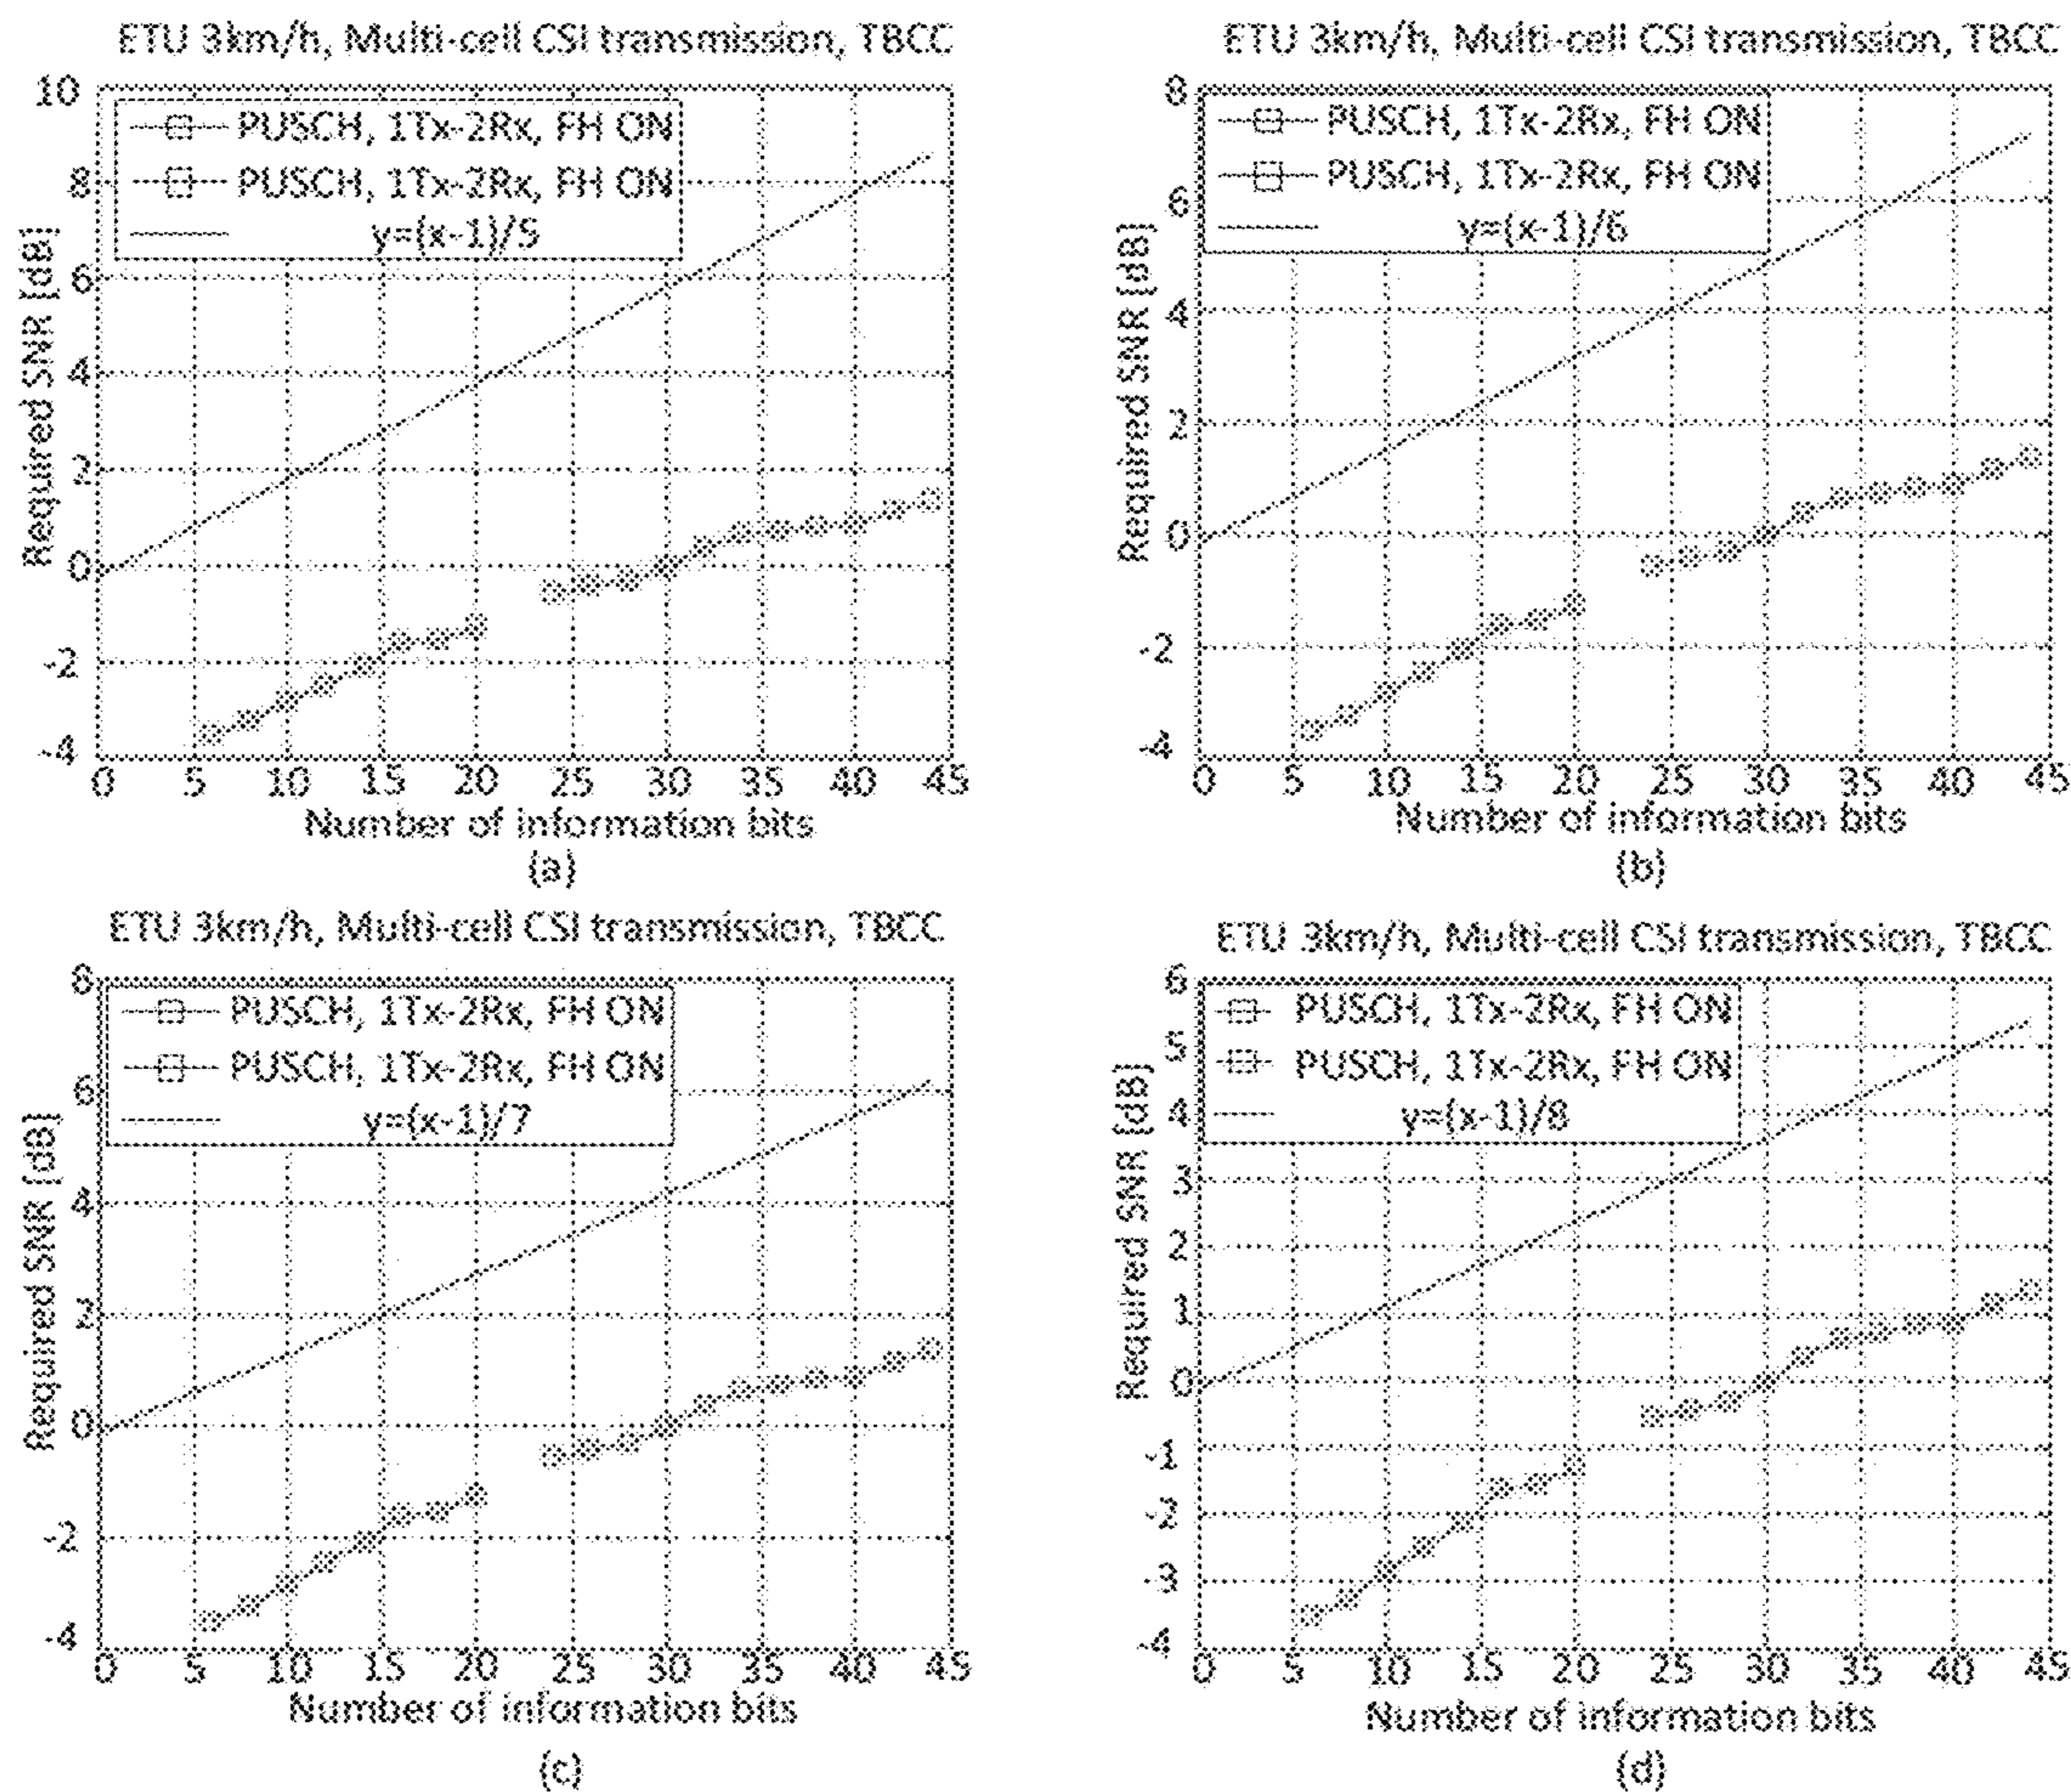 ETU 3km/h, Multi-cell CSI transmission, TBCC
10
8
6
4
2
0
-2
-4
Required SNR [dB]
PUSCH, 1Tx-2Rx, FH ON
PUSCH, 1Tx-2Rx, FH ON
y=(x-1)/5
0 5 10 15 20 25 30 35 40 45
Number of information bits
(a)
ETU 3km/h, Multi-cell CSI transmission, TBCC
8
6
4
2
0
-2
-4
Required SNR [dB]
PUSCH, 1Tx-2Rx, FH ON
PUSCH, 1Tx-2Rx, FH ON
y=(x-1)/6
0 5 10 15 20 25 30 35 40 45
Number of information bits
(b)
ETU 3km/h, Multi-cell CSI transmission, TBCC
8
6
4
2
0
-2
-4
Required SNR [dB]
PUSCH, 1Tx-2Rx, FH ON
PUSCH, 1Tx-2Rx, FH ON
y=(x-1)/7
0 5 10 15 20 25 30 35 40 45
Number of information bits
(c)
ETU 3km/h, Multi-cell CSI transmission, TBCC
6
5
4
3
2
1
0
-1
-2
-3
-4
Required SNR [dB]
PUSCH, 1Tx-2Rx, FH ON
PUSCH, 1Tx-2Rx, FH ON
y=(x-1)/8
0 5 10 15 20 25 30 35 40 45
Number of information bits
(d)